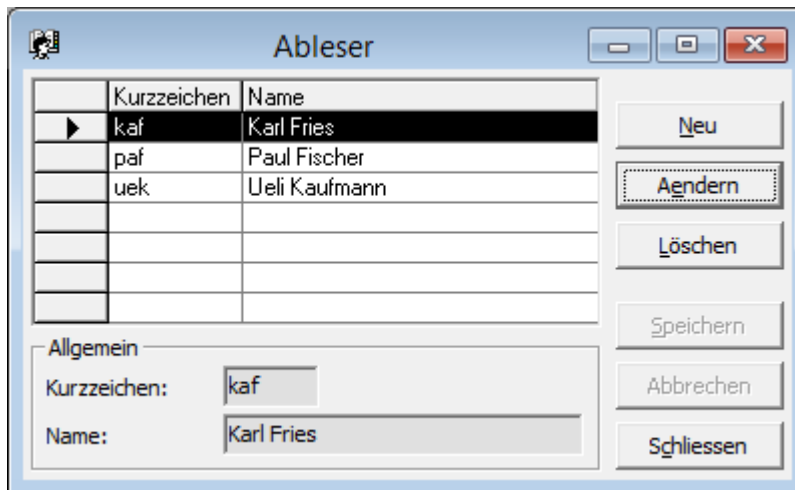 Ableser
Kurzzeichen Name
kaf Karl Fries
paf Paul Fischer
uek Ueli Kaufmann
Neu
Aendern
Löschen
Speichern
Abbrechen
Schliessen
Allgemein
Kurzzeichen: kaf
Name: Karl Fries